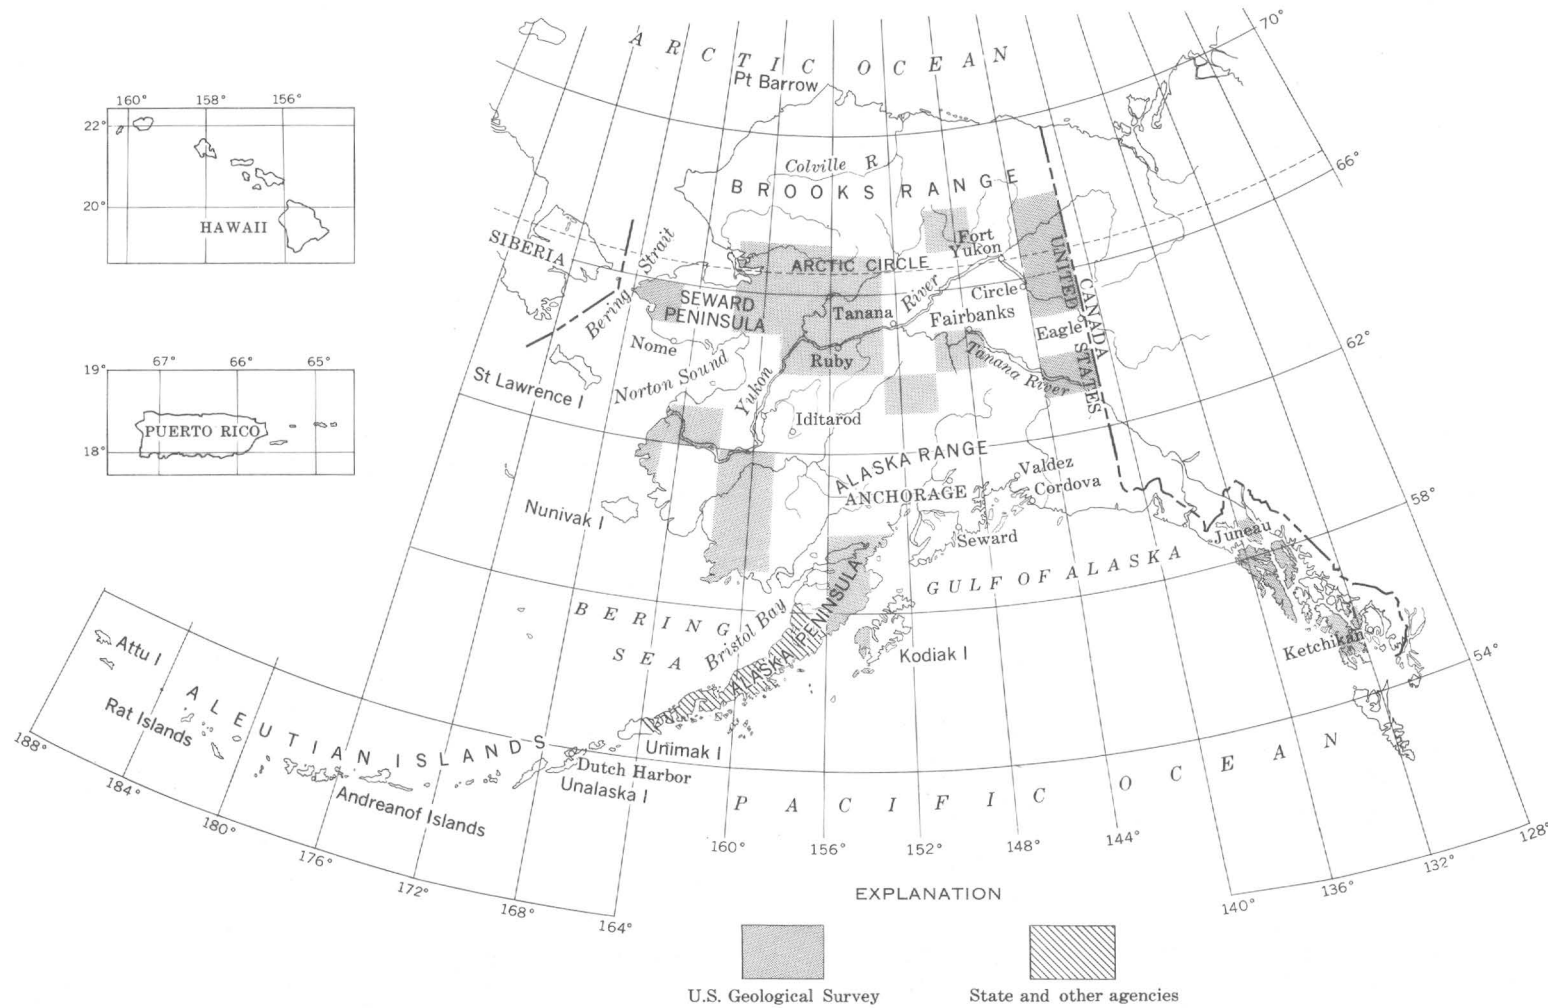 ARCTIC OCEAN
70°
Pt Barrow
160° 158° 156°
22°
20°
HAWAII
Colville R
BROOKS RANGE
66°
SIBERIA
Bering Strait
Fort
Yukon
ARCTIC CIRCLE
UNITED STATES
CANADA
SEWARD
PENINSULA
River
Circle
Tanana
Fairbanks
Eagle
Nome
Ruby
Tanana River
62°
67° 66° 65°
19°
18°
PUERTO RICO
St Lawrence I
Norton Sound
Yukon
Iditarod
ALASKA RANGE
Valdez
ANCHORAGE
Cordova
58°
Nunivak I
Seward
Juneau
GULF OF ALASKA
BERING
SEA
Bristol Bay
ALASKA PENINSULA
ALASKA PENINSULA
Kodiak I
Ketchikan
54°
Attu I
Rat Islands
ALEUTIAN ISLANDS
Unimak I
Dutch Harbor
Unalaska I
Andreanof Islands
PACIFIC OCEAN
188°
184°
180°
176°
172°
168°
164°
160° 156° 152° 148° 144°
140°
136°
132°
128°
EXPLANATION
U.S. Geological Survey
State and other agencies